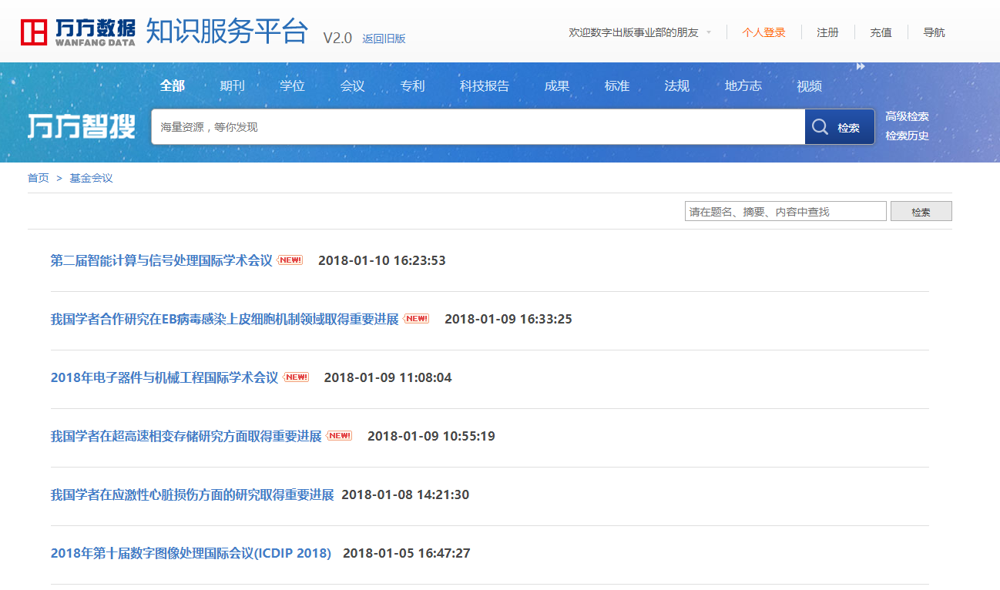 万方数据
WANFANG DATA
知识服务平台 V2.0 返回旧版
欢迎数字出版事业部的朋友 个人登录 注册 充值 导航
全部 期刊 学位 会议 专利 科技报告 成果 标准 法规 地方志 视频
万方智搜
海量资源，等你发现
检索
高级检索
检索历史
首页 > 基金会议
请在题名、摘要、内容中查找 检索
第二届智能计算与信号处理国际学术会议 NEW! 2018-01-10 16:23:53
我国学者合作研究在EB病毒感染上皮细胞机制领域取得重要进展 NEW! 2018-01-09 16:33:25
2018年电子器件与机械工程国际学术会议 NEW! 2018-01-09 11:08:04
我国学者在超高速相变存储研究方面取得重要进展 NEW! 2018-01-09 10:55:19
我国学者在应激性心脏损伤方面的研究取得重要进展 2018-01-08 14:21:30
2018年第十届数字图像处理国际会议(ICDIP 2018) 2018-01-05 16:47:27